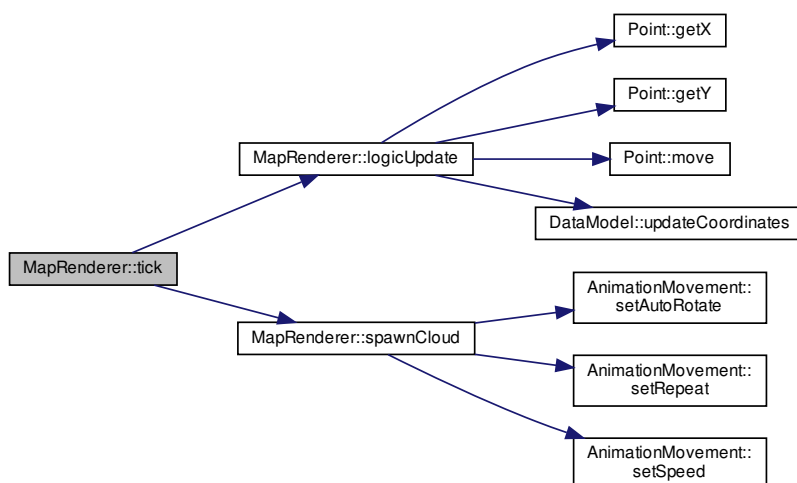 MapRenderer::tick
MapRenderer::logicUpdate
Point::getX
Point::getY
Point::move
DataModel::updateCoordinates
MapRenderer::spawnCloud
AnimationMovement::
setAutoRotate
AnimationMovement::
setRepeat
AnimationMovement::
setSpeed